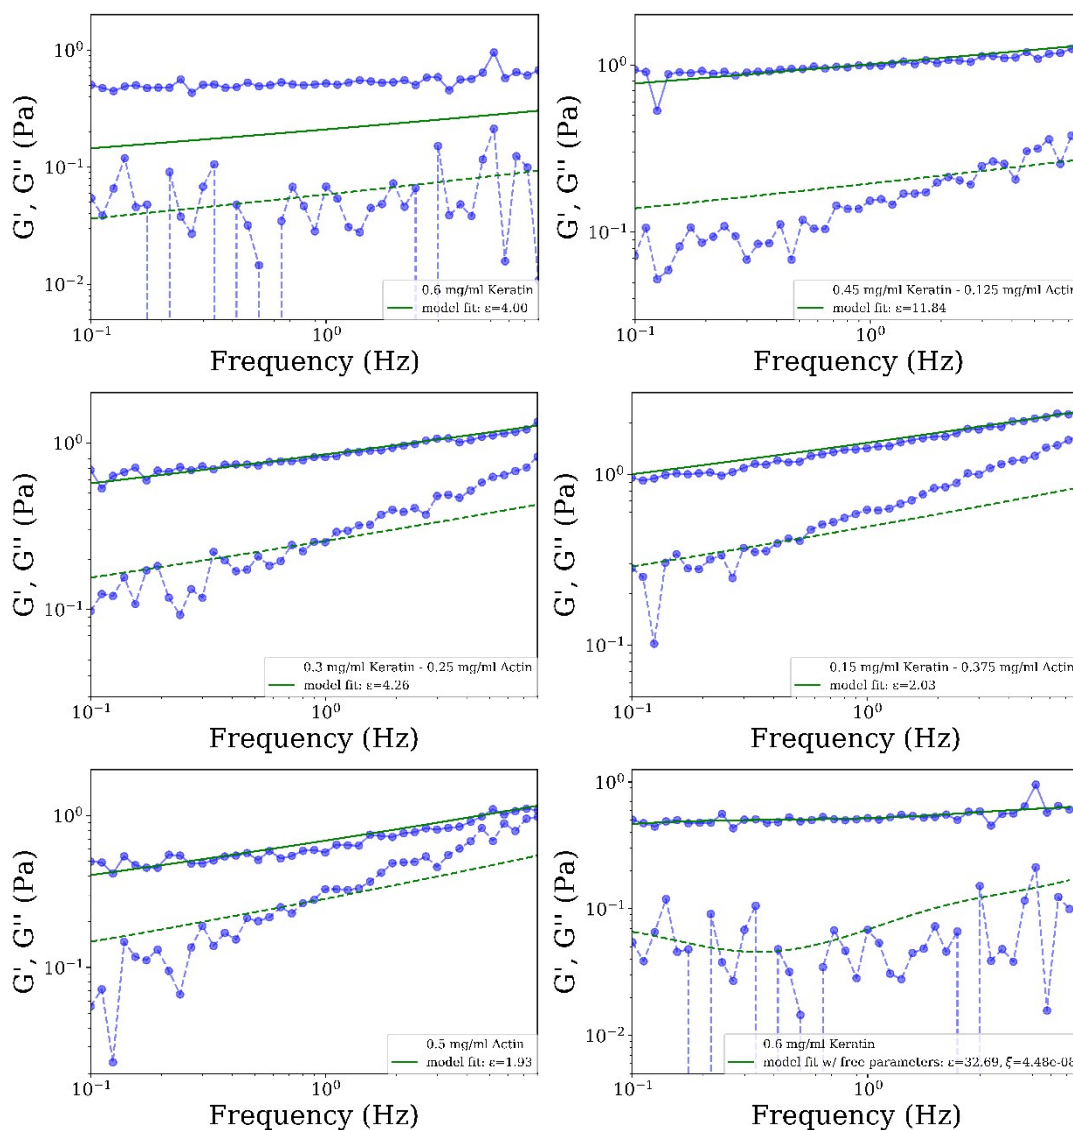 10⁰
10⁻¹
10⁻²
G', G'' (Pa)
0.6 mg/ml Keratin
model fit: ε=4.00
10⁻¹
10⁰
Frequency (Hz)
10⁰
10⁻¹
G', G'' (Pa)
0.45 mg/ml Keratin - 0.125 mg/ml Actin
model fit: ε=11.84
10⁻¹
10⁰
Frequency (Hz)
10⁰
10⁻¹
G', G'' (Pa)
0.3 mg/ml Keratin - 0.25 mg/ml Actin
model fit: ε=4.26
10⁻¹
10⁰
Frequency (Hz)
10⁰
10⁻¹
G', G'' (Pa)
0.15 mg/ml Keratin - 0.375 mg/ml Actin
model fit: ε=2.03
10⁻¹
10⁰
Frequency (Hz)
10⁰
10⁻¹
G', G'' (Pa)
0.5 mg/ml Actin
model fit: ε=1.93
10⁻¹
10⁰
Frequency (Hz)
10⁰
10⁻¹
10⁻²
G', G'' (Pa)
0.6 mg/ml Kerntin
model fit w/ free parameters: ε=32.69, ξ=4.48e-08
10⁻¹
10⁰
Frequency (Hz)